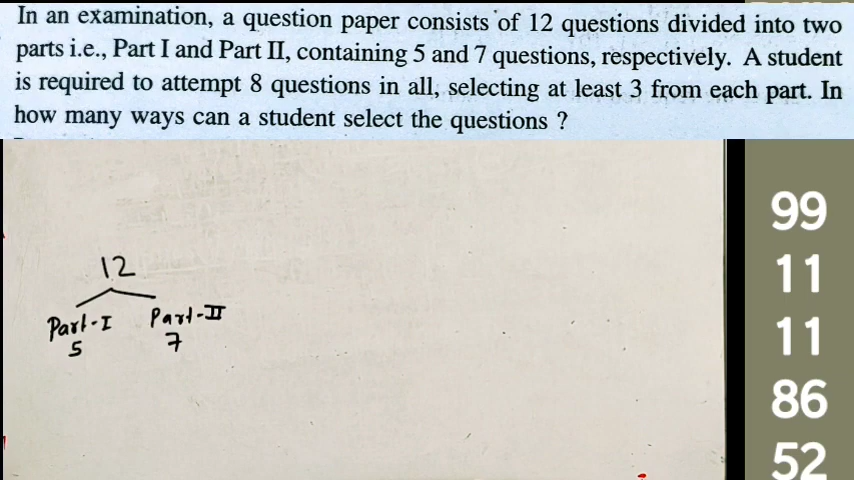 In an examination, a question paper consists of 12 questions divided into two
parts i.e., Part I and Part II, containing 5 and 7 questions, respectively. A student
is required to attempt 8 questions in all, selecting at least 3 from each part. In
how many ways can a student select the questions ?
12
Part-I Part-II
5 7
99
11
11
86
52